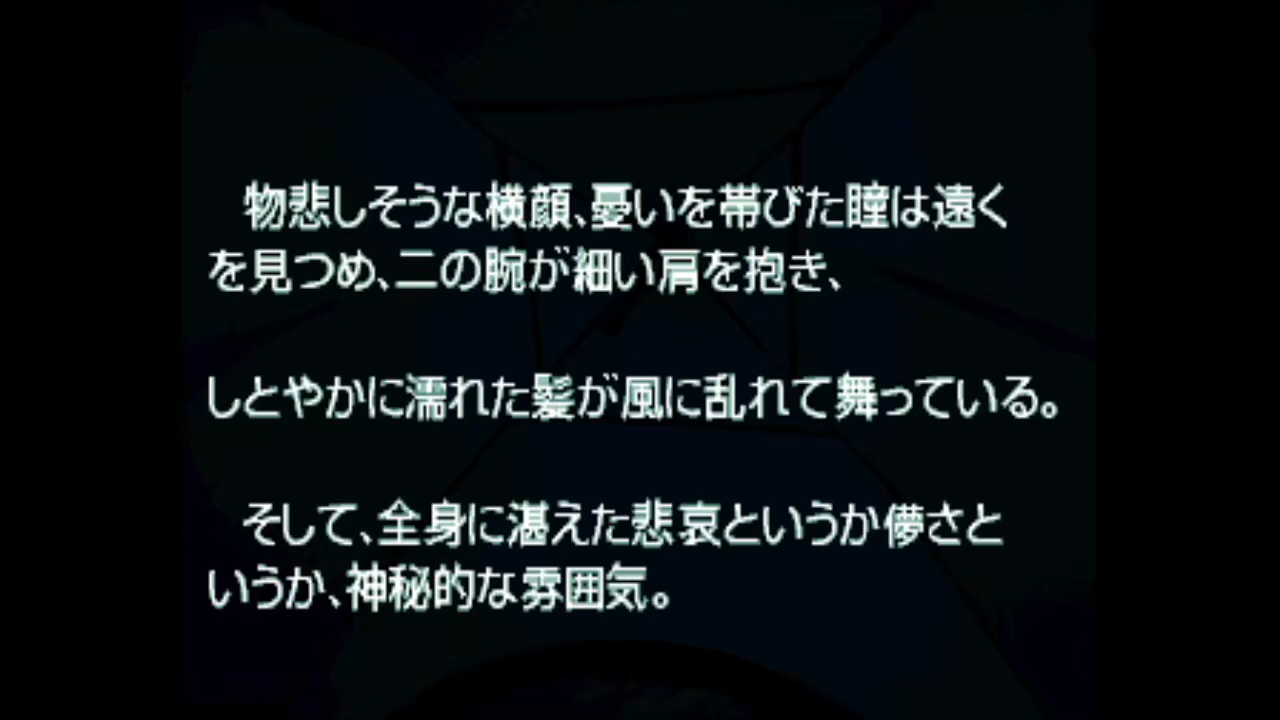 物悲しそうな横顔、憂いを帯びた瞳は遠く
を見つめ、二の腕が細い肩を抱き、
しとやかに濡れた髪が風に乱れて舞っている。
そして、全身に湛えた悲哀というか儚さと
いうか、神秘的な雰囲気。